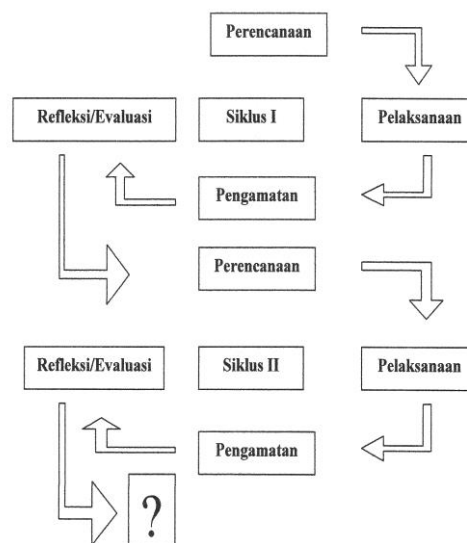 Perencanaan
Refleksi/Evaluasi
Siklus I
Pelaksanaan
Pengamatan
Perencanaan
Refleksi/Evaluasi
Siklus II
Pelaksanaan
Pengamatan
?